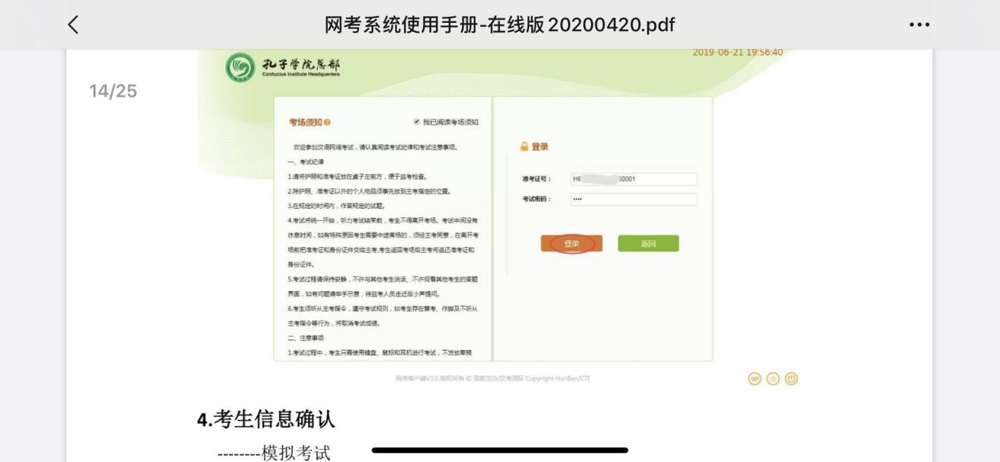 网考系统使用手册-在线版20200420.pdf
14/25
2019-06-21 19:56:40
孔子学院总部
Confucius Institute Headquarters
考场须知
我已阅读考场须知
欢迎参加汉语网络考试，请认真阅读考试纪律和考试注意事项。
一、考试纪律
1.请将护照和准考证放在桌子左前方，便于监考检查。
2.除护照、准考证以外的个人物品须事先放到主考指定的位置。
3.在规定的时间内，作答规定的试题。
4.考试将统一开始，听力考试结束前，考生不得离开考场。考试中间没有
休息时间，如有特殊原因考生需要中途离场的，须经主考同意，在离开考
场前把准考证和身份证件交给主考,考生返回考场后主考将返还准考证和
身份证件。
5.考试过程请保持安静，不许与其他考生说话、不许观看其他考生的答题
界面，如有问题请举手示意，待监考人员走近后小声提问。
6.考生须听从主考指令，遵守考试规则，如考生存在替考、作弊及不听从
主考指令等行为，将取消考试成绩。
二、注意事项
1.考试过程中，考生只需使用键盘、鼠标和耳机进行考试，不发放草稿
登录
准考证号： H6 60001
考试密码： ••••
登录
返回
网考客户端V3.0 版权所有 © 国家汉办/汉考国际 Copyright HanBan/CTI
4.考生信息确认
--------模拟考试